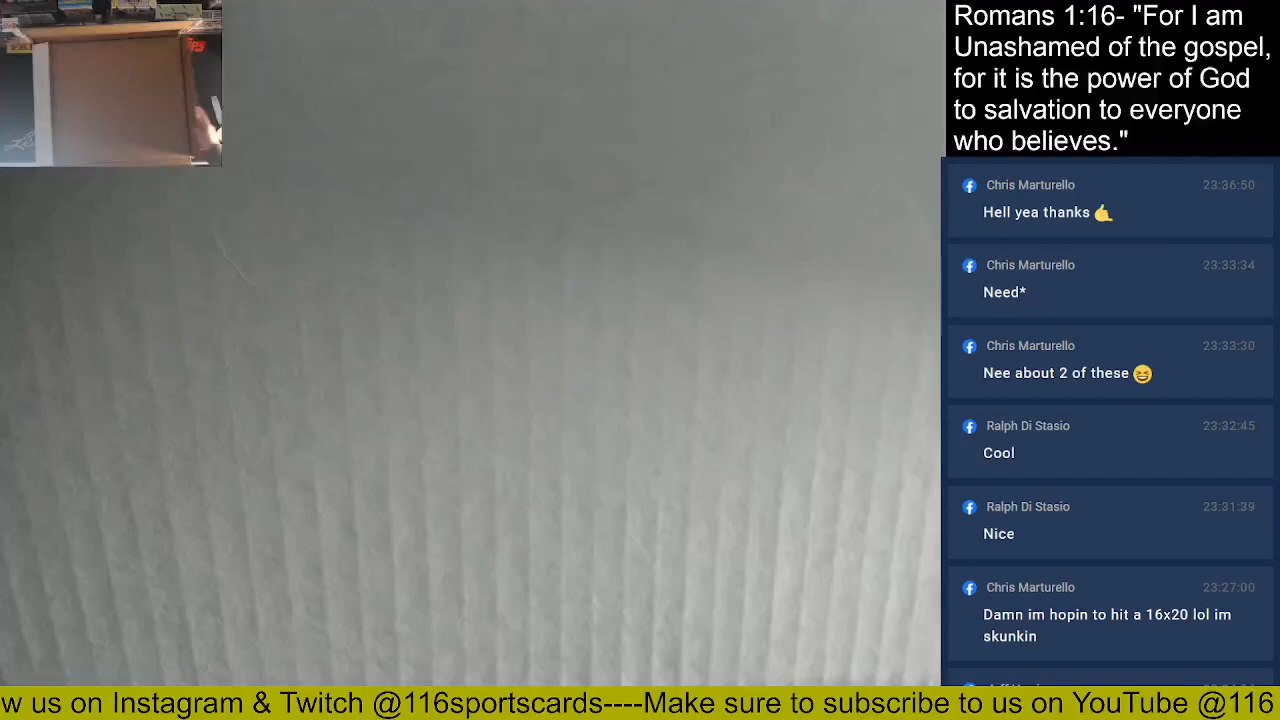 Romans 1:16- "For I am
Unashamed of the gospel,
for it is the power of God
to salvation to everyone
who believes."
Chris Marturello 23:36:50
Hell yea thanks 🤙
Chris Marturello 23:33:34
Need*
Chris Marturello 23:33:30
Nee about 2 of these 😆
Ralph Di Stasio 23:32:45
Cool
Ralph Di Stasio 23:31:39
Nice
Chris Marturello 23:27:00
Damn im hopin to hit a 16x20 lol im
skunkin
w us on Instagram & Twitch @116sportscards----Make sure to subscribe to us on YouTube @116